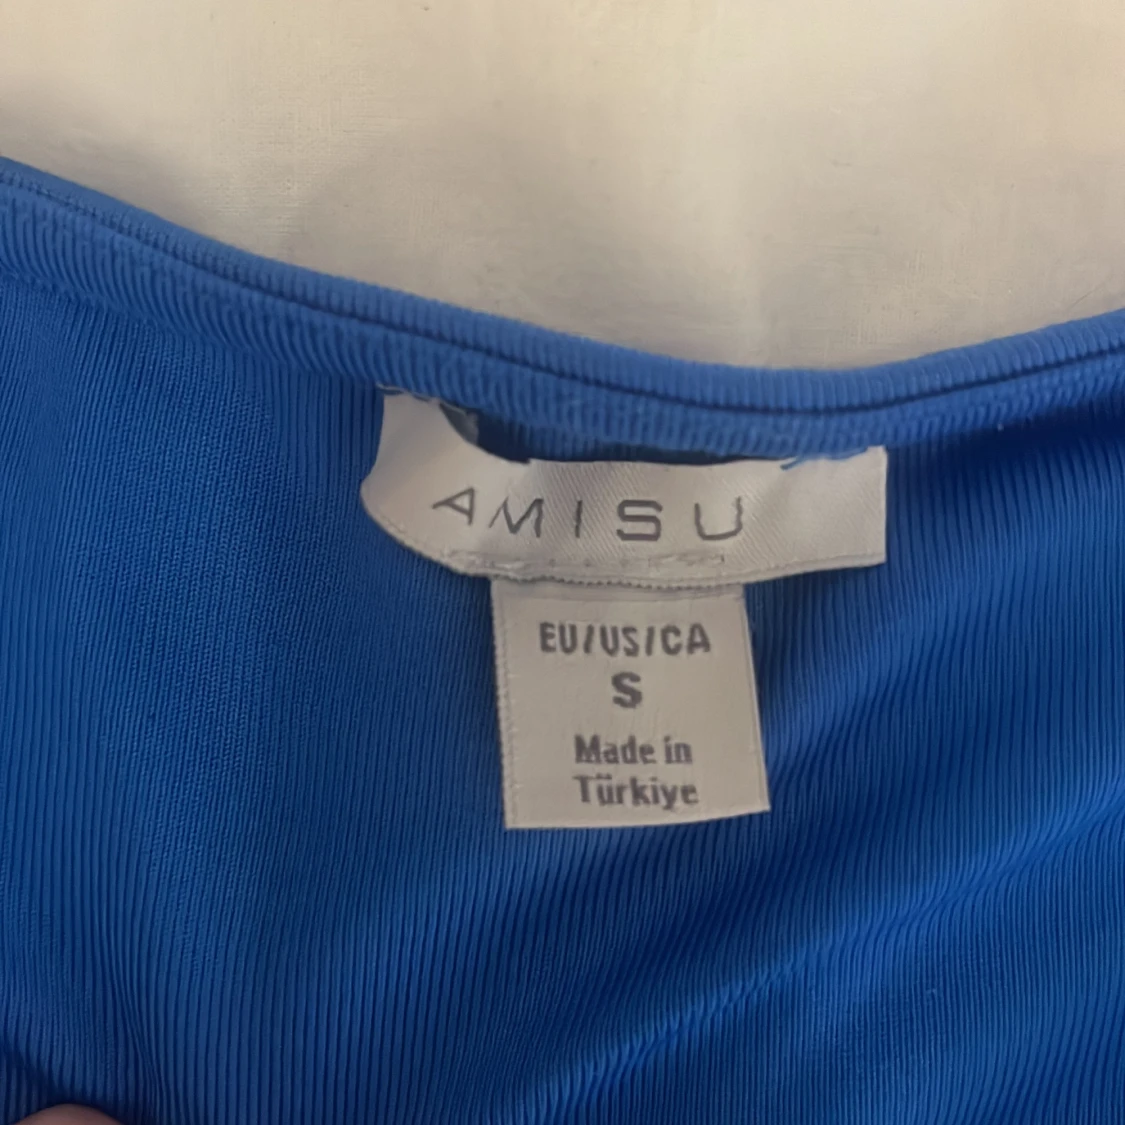 AMISU
EU/US/CA
S
Made in
Türkiye